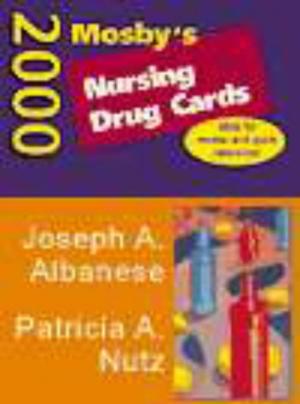 2000
Mosby's
Nursing
Drug Cards
Joseph A.
Albanese
Patricia A.
Nutz